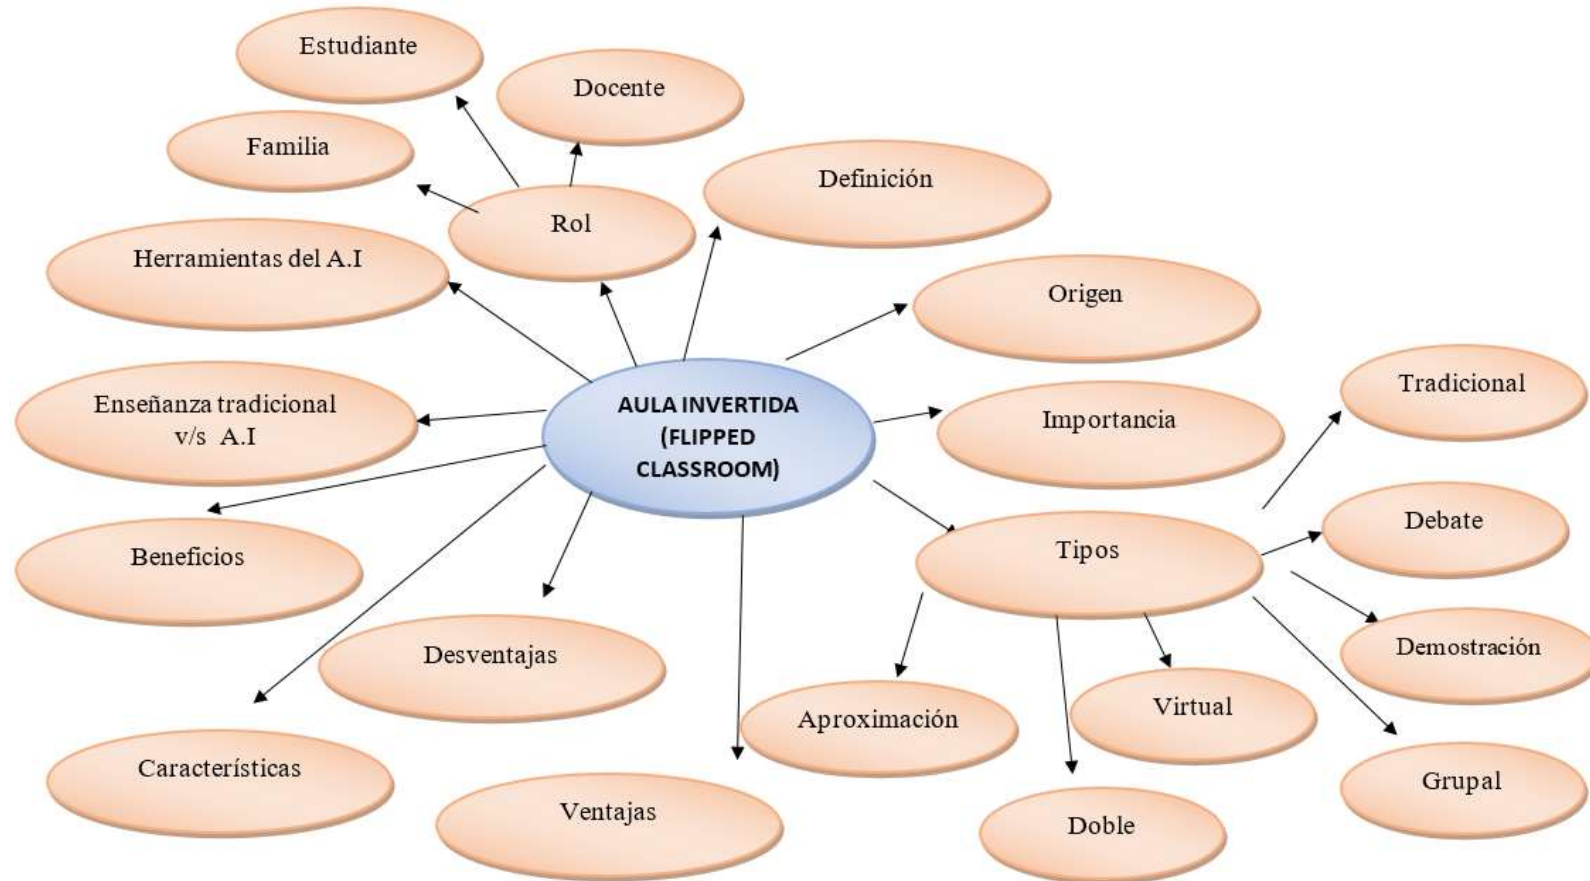 Estudiante
Docente
Familia
Definición
Rol
Herramientas del A.I
Origen
Tradicional
Enseñanza tradicional
v/s A.I
AULA INVERTIDA
(FLIPPED
CLASSROOM)
Importancia
Debate
Beneficios
Tipos
Desventajas
Demostración
Aproximación
Virtual
Características
Grupal
Ventajas
Doble